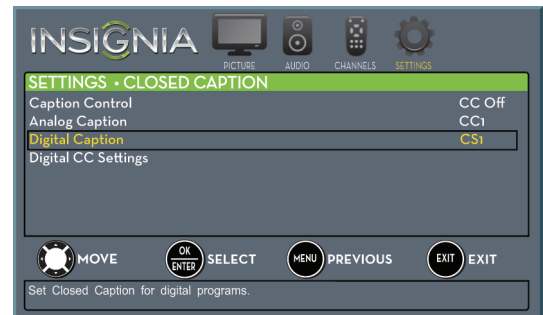 INSIGNIA
PICTURE AUDIO CHANNELS SETTINGS
SETTINGS • CLOSED CAPTION
Caption Control CC Off
Analog Caption CC1
Digital Caption CS1
Digital CC Settings
MOVE OK ENTER SELECT MENU PREVIOUS EXIT EXIT
Set Closed Caption for digital programs.